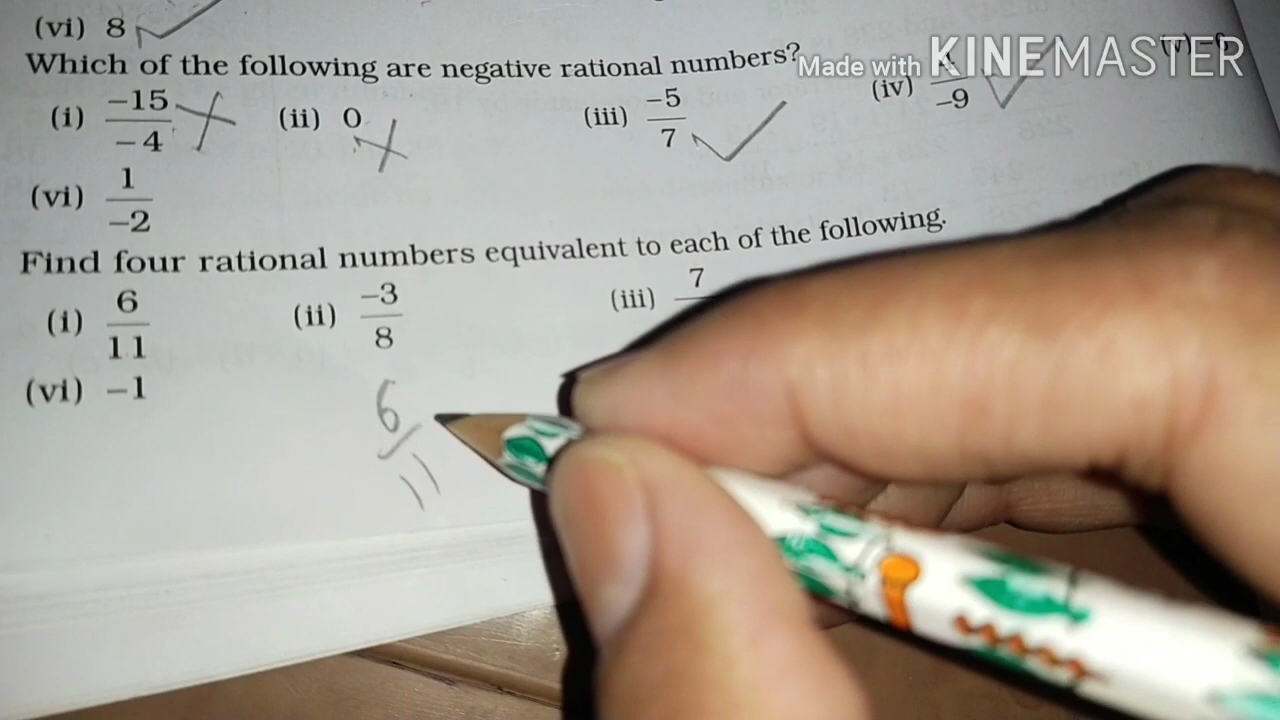 (vi) 8
Which of the following are negative rational numbers?
Made with KINEMASTER
(i) −15/−4 (ii) 0 (iii) −5/7 (iv) /−9 (v)
(vi) 1/−2
Find four rational numbers equivalent to each of the following.
(i) 6/11 (ii) −3/8 (iii) 7
(vi) −1
6/11